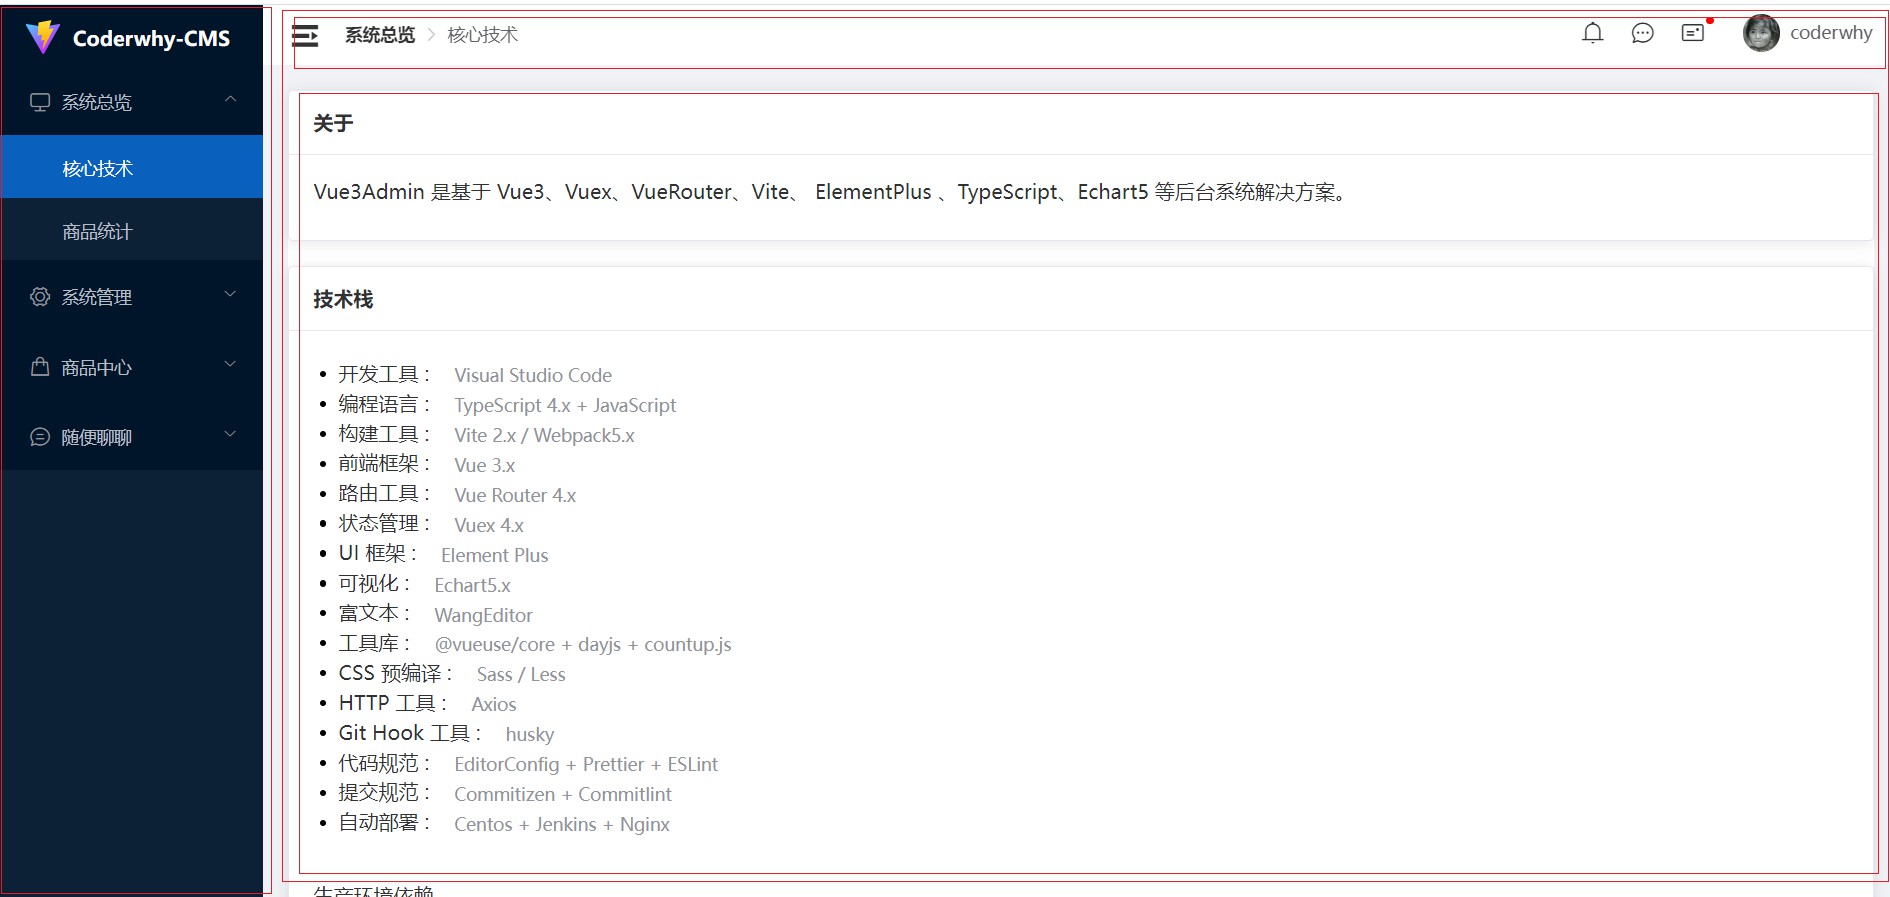 Coderwhy-CMS
系统总览
核心技术
商品统计
系统管理
商品中心
随便聊聊
系统总览 核心技术
coderwhy
关于
Vue3Admin 是基于 Vue3、Vuex、VueRouter、Vite、 ElementPlus 、TypeScript、Echart5 等后台系统解决方案。
技术栈
开发工具： Visual Studio Code
编程语言： TypeScript 4.x + JavaScript
构建工具： Vite 2.x / Webpack5.x
前端框架： Vue 3.x
路由工具： Vue Router 4.x
状态管理： Vuex 4.x
UI 框架： Element Plus
可视化： Echart5.x
富文本： WangEditor
工具库： @vueuse/core + dayjs + countup.js
CSS 预编译： Sass / Less
HTTP 工具： Axios
Git Hook 工具： husky
代码规范： EditorConfig + Prettier + ESLint
提交规范： Commitizen + Commitlint
自动部署： Centos + Jenkins + Nginx
生产环境依赖